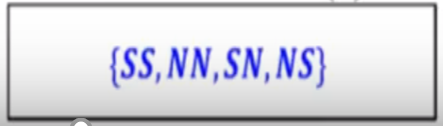 {SS, NN, SN, NS}